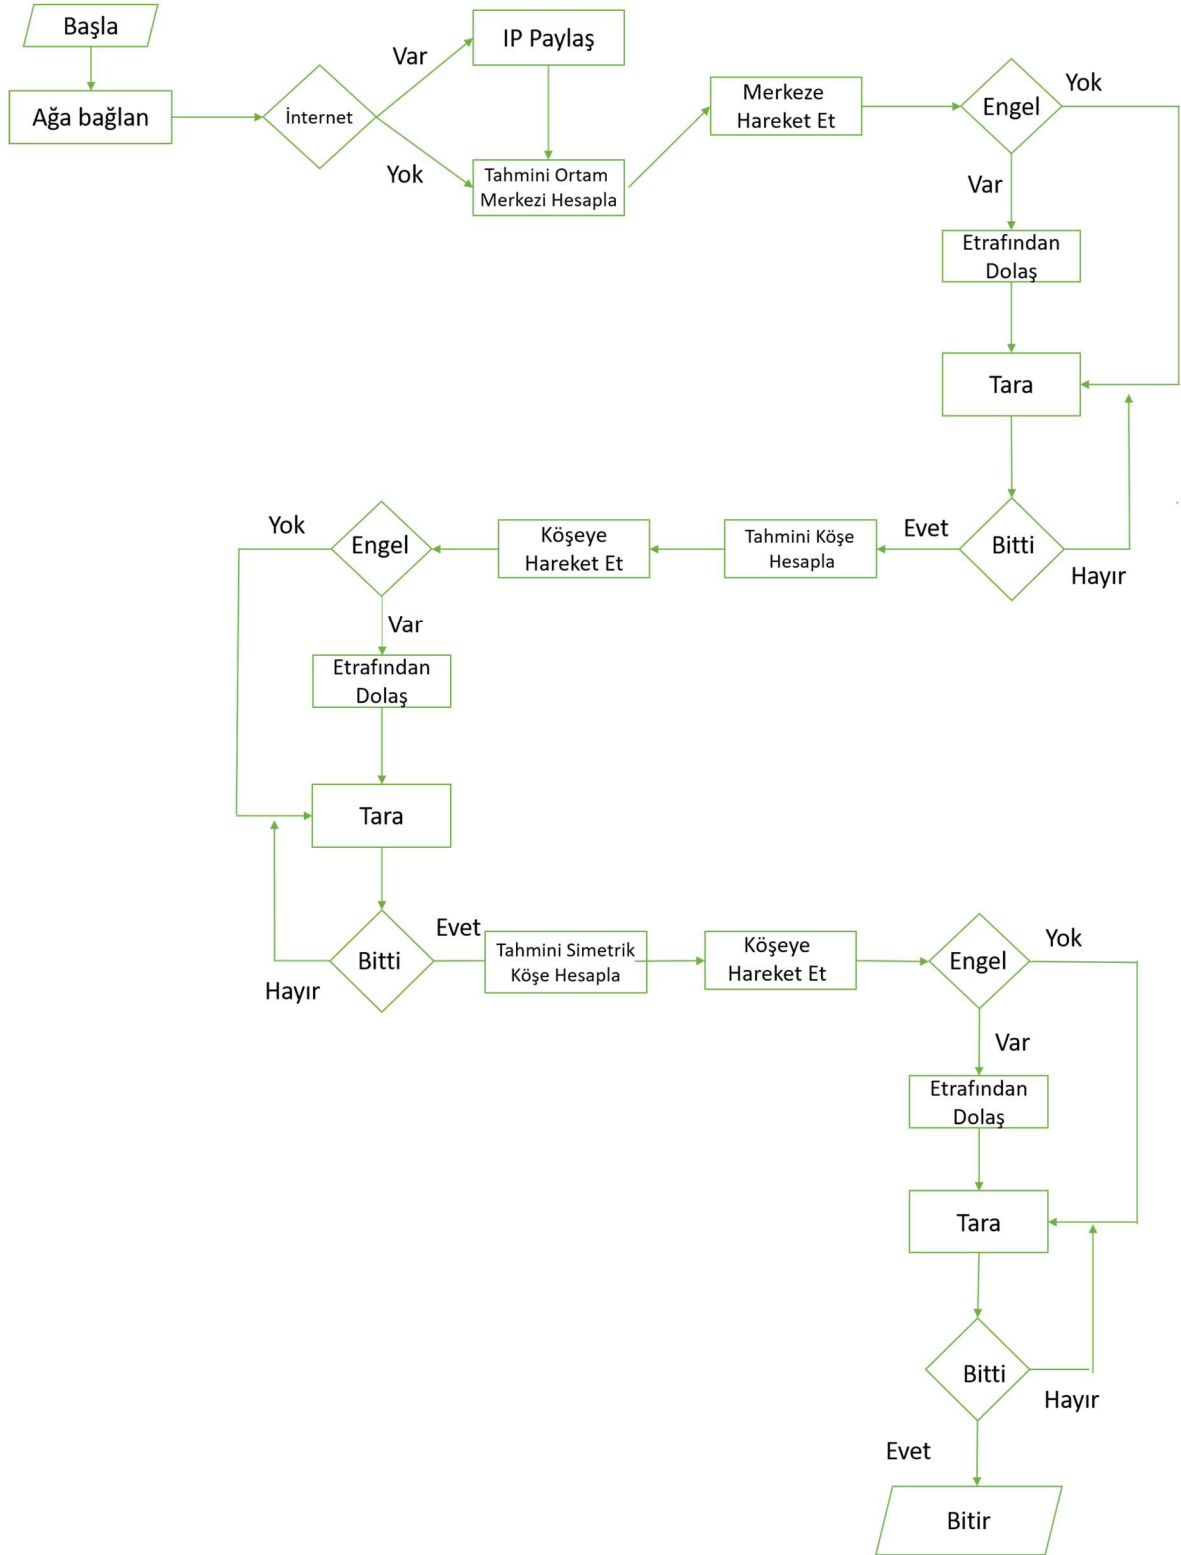 Başla
Ağa bağlan
İnternet
Var
Yok
IP Paylaş
Tahmini Ortam
Merkezi Hesapla
Merkeze
Hareket Et
Engel
Yok
Var
Etrafından
Dolaş
Tara
Bitti
Hayır
Evet
Tahmini Köşe
Hesapla
Köşeye
Hareket Et
Engel
Yok
Var
Etrafından
Dolaş
Tara
Bitti
Hayır
Evet
Tahmini Simetrik
Köşe Hesapla
Köşeye
Hareket Et
Engel
Yok
Var
Etrafından
Dolaş
Tara
Bitti
Hayır
Evet
Bitir